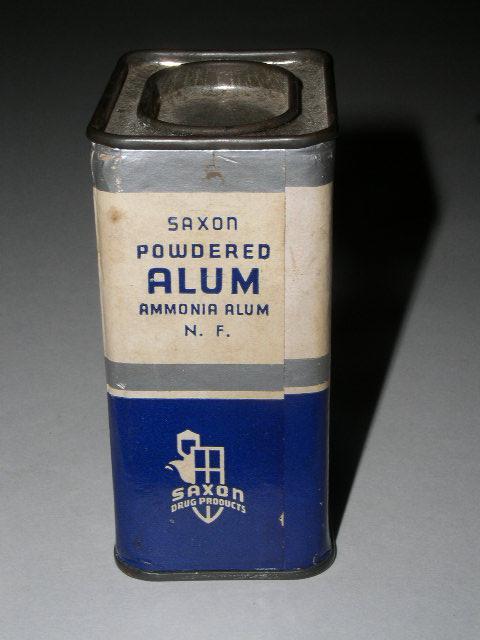 SAXON
POWDERED
ALUM
AMMONIA ALUM
N. F.
SAXON
DRUG PRODUCTS